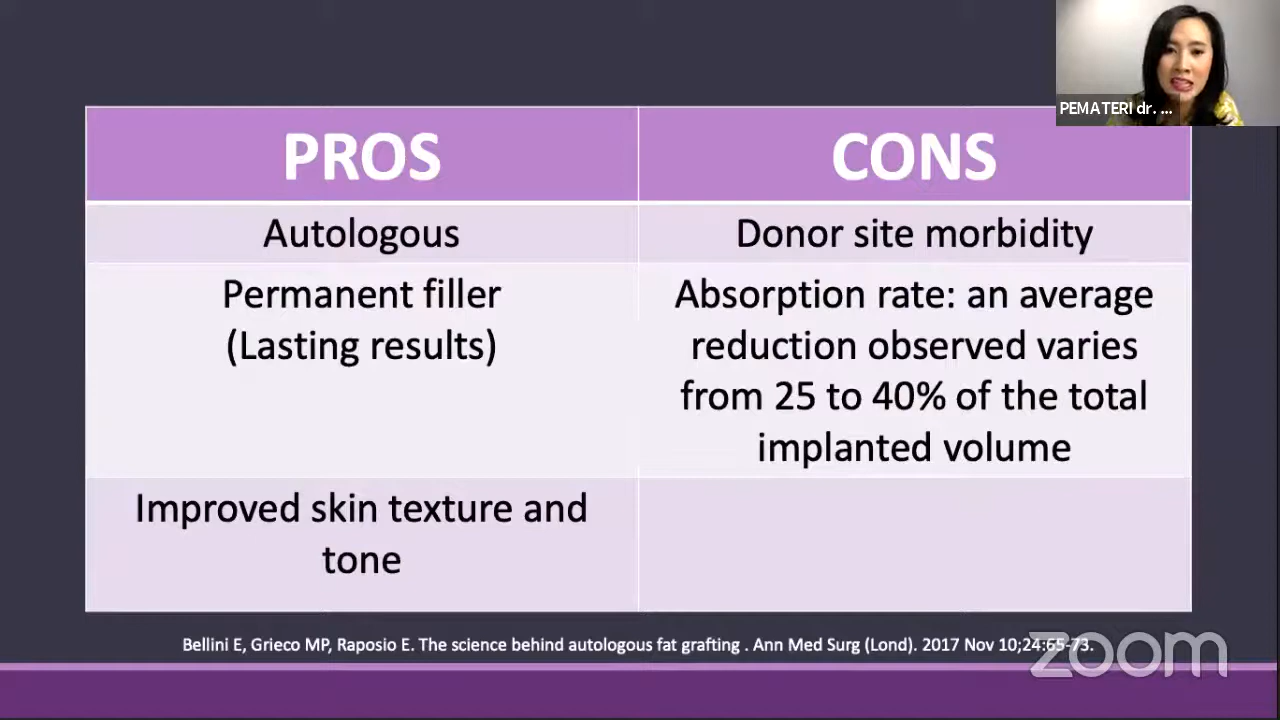 PEMATERI dr. ...
PROS
CONS
Autologous
Donor site morbidity
Permanent filler
(Lasting results)
Absorption rate: an average
reduction observed varies
from 25 to 40% of the total
implanted volume
Improved skin texture and
tone
Bellini E, Grieco MP, Raposio E. The science behind autologous fat grafting . Ann Med Surg (Lond). 2017 Nov 10;24:65-73.
zoom